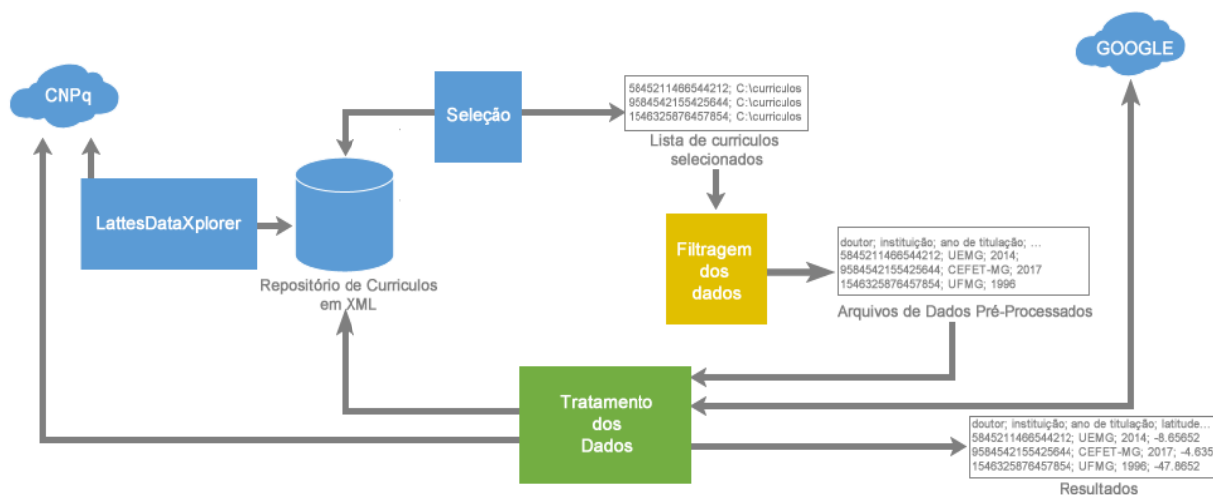 GOOGLE
CNPq
Seleção
5845211466544212; C:\curriculos
9584542155425644; C:\curriculos
1546325876457854; C:\curriculos
Lista de curriculos
selecionados
LattesDataXplorer
Repositório de Curriculos
em XML
Filtragem
dos
dados
doutor; instituição; ano de titulação; ...
5845211466544212; UEMG; 2014;
9584542155425644; CEFET-MG; 2017
1546325876457854; UFMG; 1996
Arquivos de Dados Pré-Processados
Tratamento
dos
Dados
doutor; instituição; ano de titulação; latitude...
5845211466544212; UEMG; 2014; -8.65652
9584542155425644; CEFET-MG; 2017; -4.635
1546325876457854; UFMG; 1996; -47.8652
Resultados